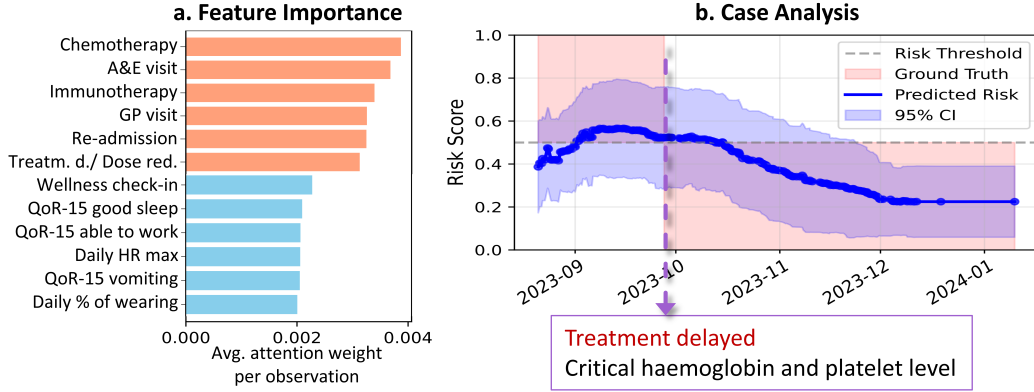 a. Feature Importance
Chemotherapy
A&E visit
Immunotherapy
GP visit
Re-admission
Treatm. d./ Dose red.
Wellness check-in
QoR-15 good sleep
QoR-15 able to work
Daily HR max
QoR-15 vomiting
Daily % of wearing
0.000 0.002 0.004
Avg. attention weight
per observation
b. Case Analysis
Risk Score
1.0
0.8
0.6
0.4
0.2
0.0
Risk Threshold
Ground Truth
Predicted Risk
95% CI
2023-09 2023-10 2023-11 2023-12 2024-01
Treatment delayed
Critical haemoglobin and platelet level